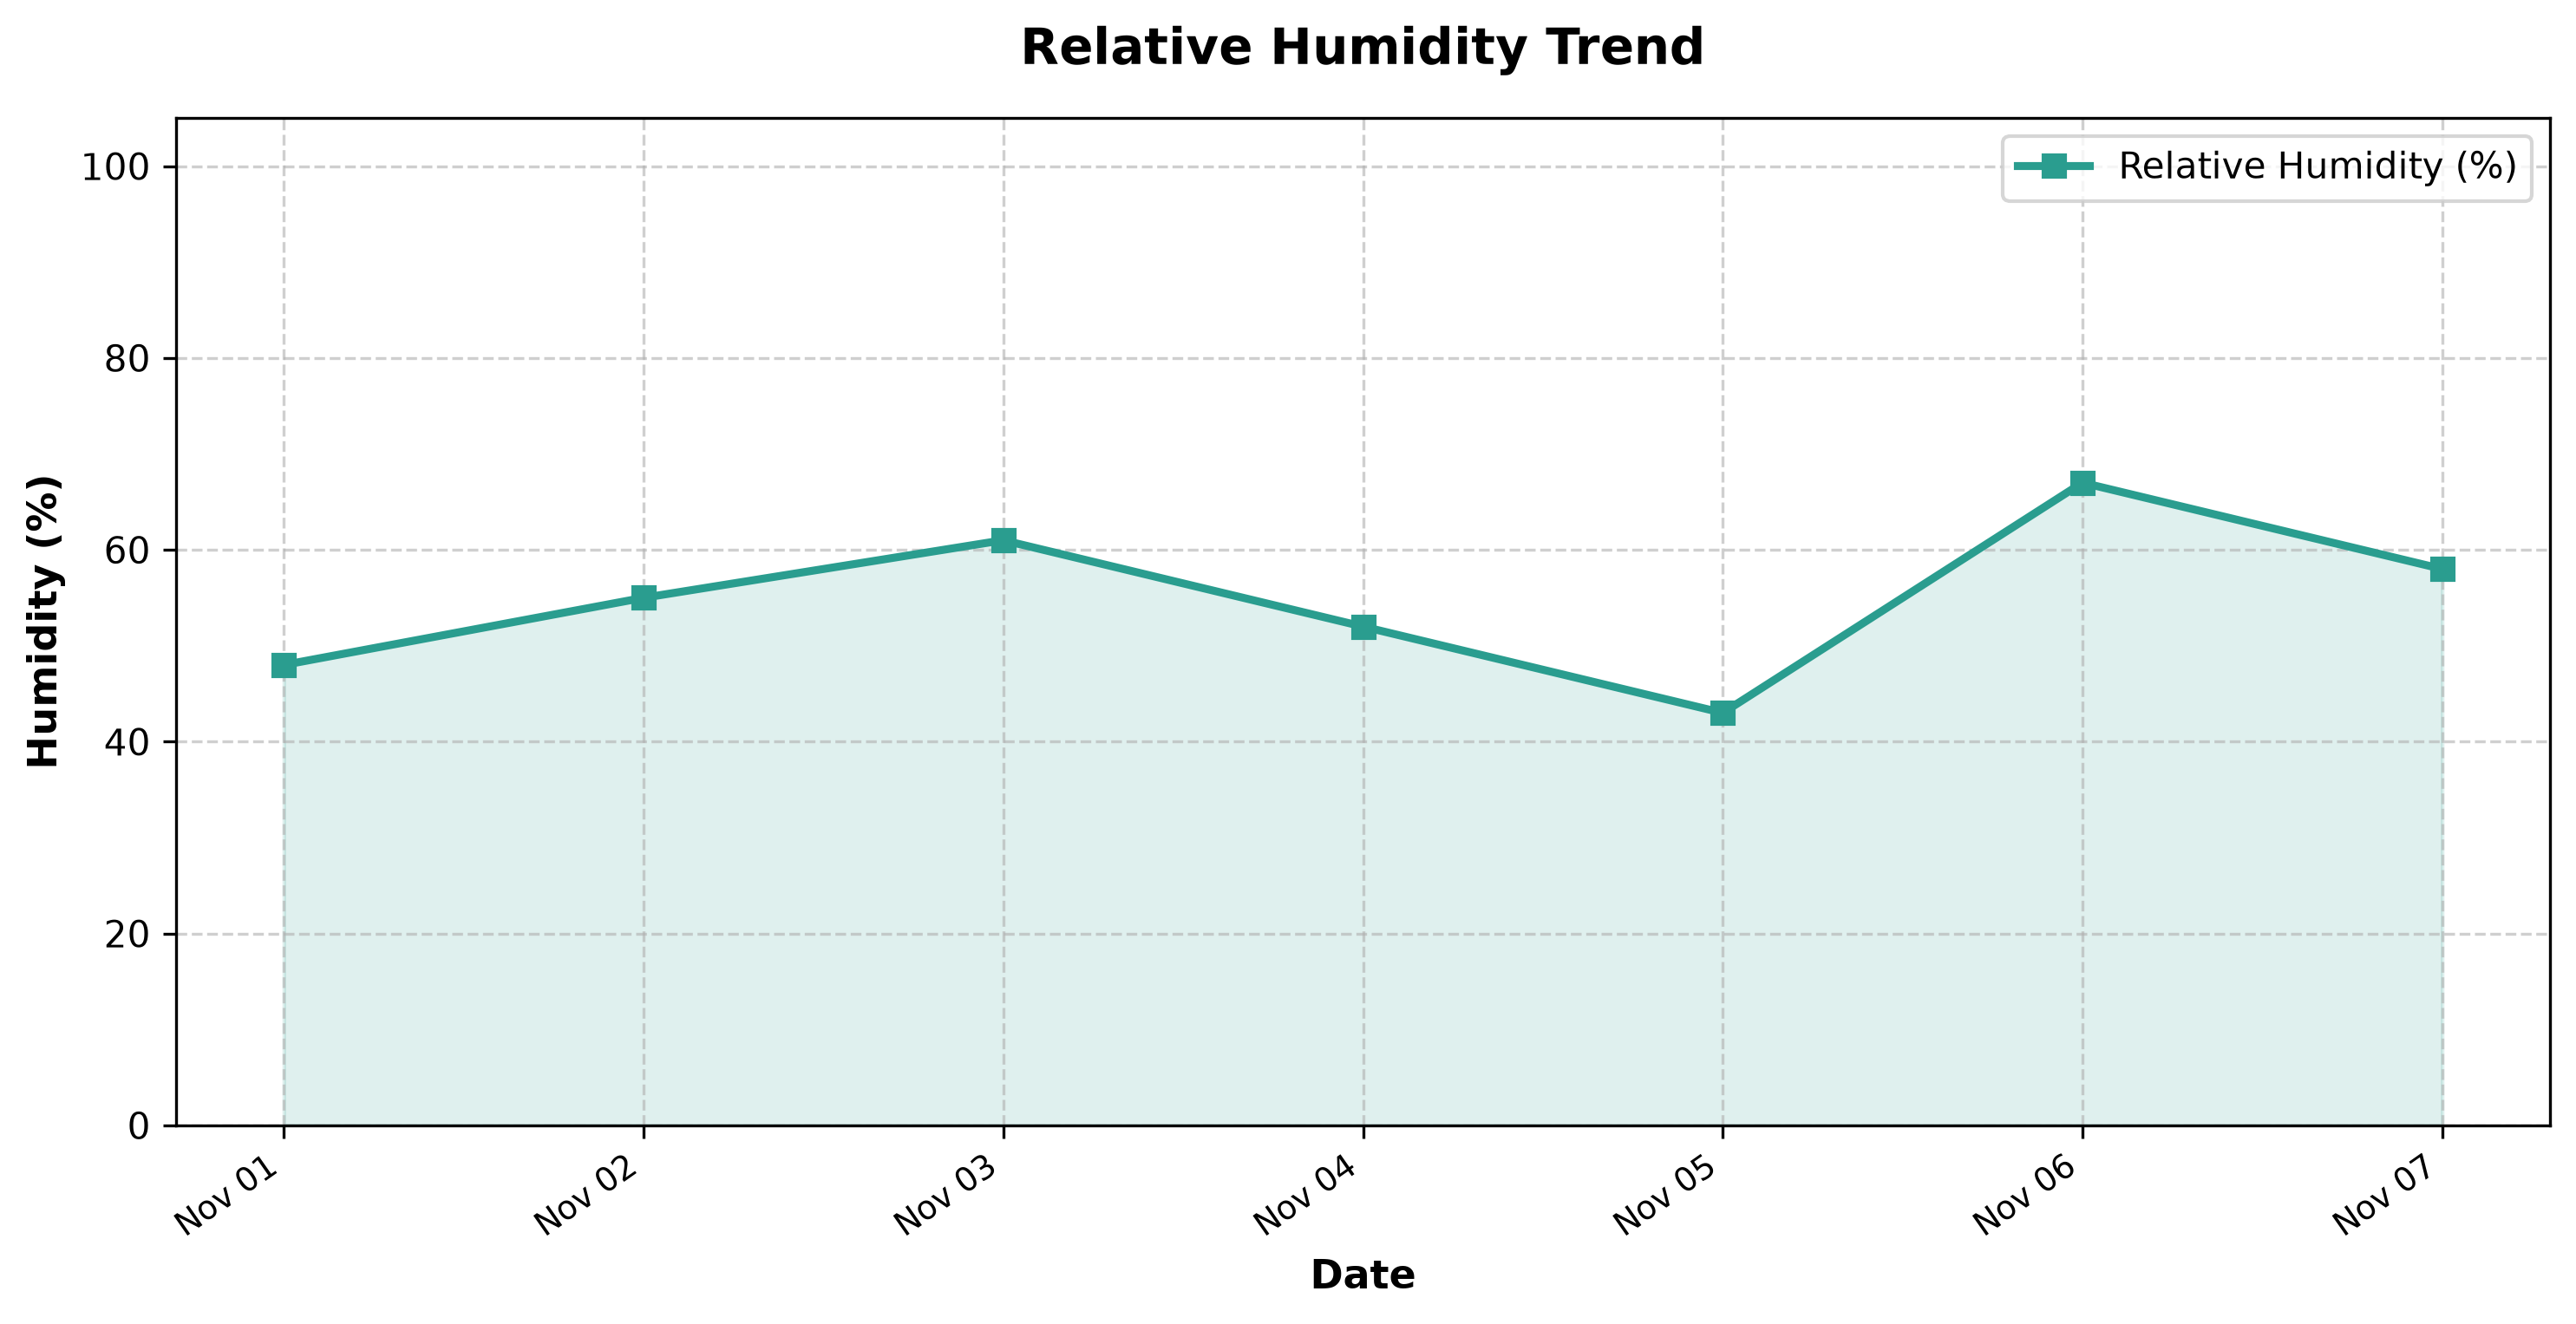 Relative Humidity Trend
Relative Humidity (%)
Humidity (%)
100
80
60
40
20
0
Nov 01
Nov 02
Nov 03
Nov 04
Nov 05
Nov 06
Nov 07
Date